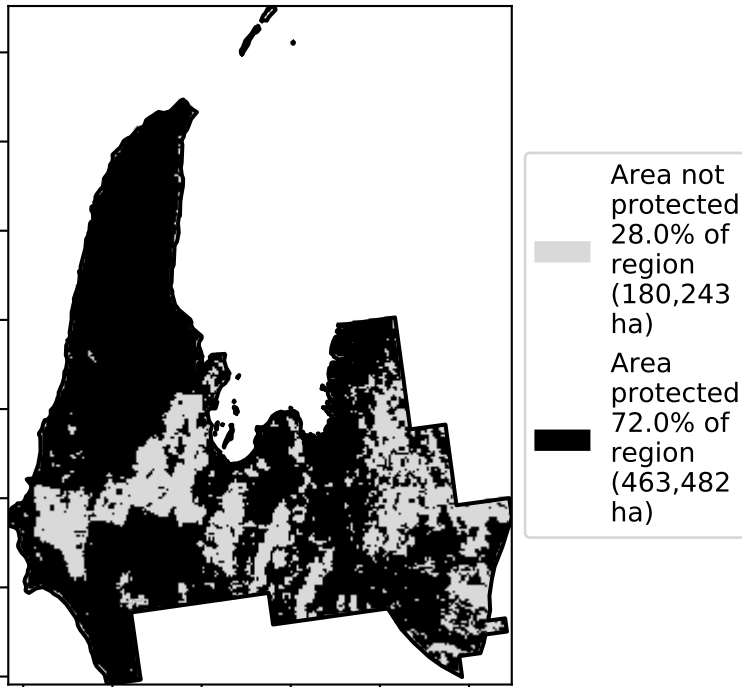 Area not
protected
28.0% of
region
(180,243
ha)
Area
protected
72.0% of
region
(463,482
ha)